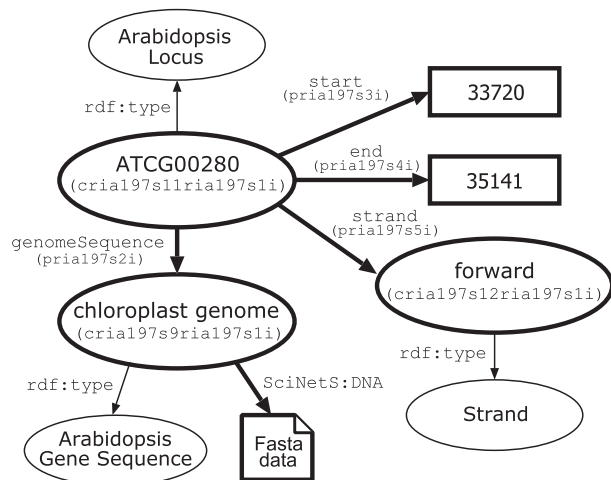 Arabidopsis
Locus
rdf:type
start
(pria197s3i)
33720
ATCG00280
(cria197s11ria197s1i)
end
(pria197s4i)
35141
strand
(pria197s5i)
genomeSequence
(pria197s2i)
forward
(cria197s12ria197s1i)
chloroplast genome
(cria197s9ria197s1i)
rdf:type
rdf:type
SciNetS:DNA
Strand
Arabidopsis
Gene Sequence
Fasta
data